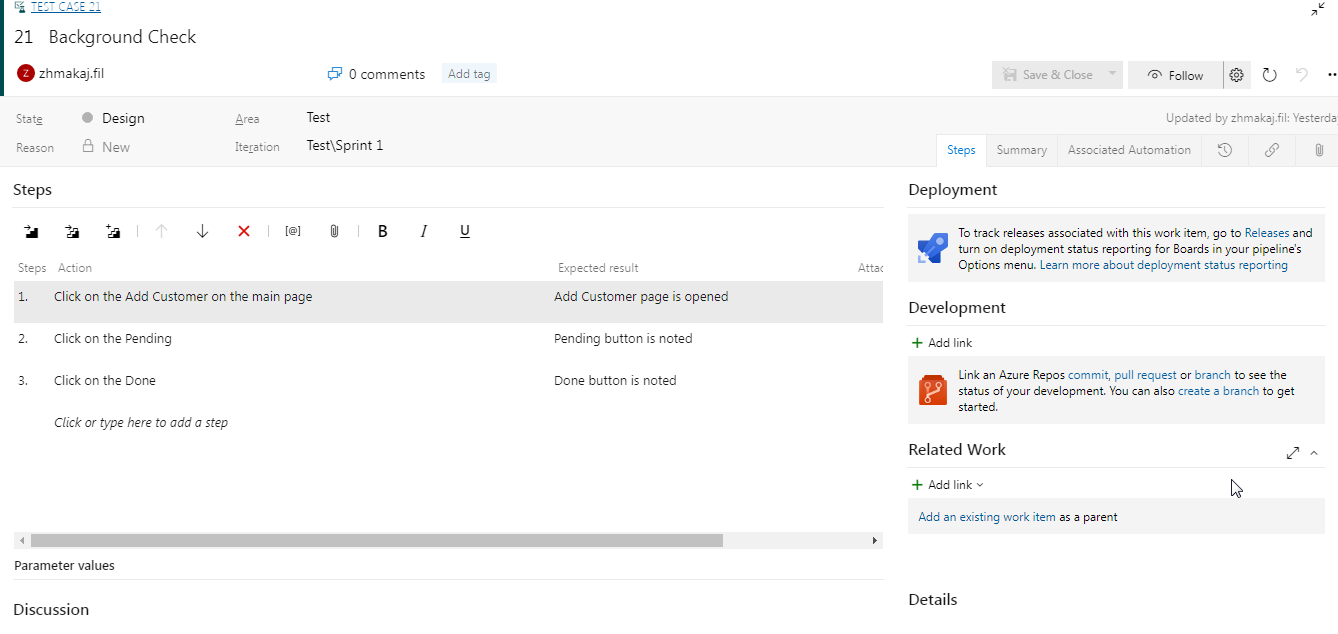 TEST CASE 21
21 Background Check
Z zhmakaj.fil
0 comments
Add tag
Save & Close
Follow
State
Design
Area
Test
Reason
New
Iteration
Test\Sprint 1
Updated by zhmakaj.fil: Yesterda
Steps
Summary
Associated Automation
Steps
[@]
B
I
U
Steps Action Expected result Attac
1. Click on the Add Customer on the main page Add Customer page is opened
2. Click on the Pending Pending button is noted
3. Click on the Done Done button is noted
Click or type here to add a step
Parameter values
Discussion
Deployment
To track releases associated with this work item, go to Releases and
turn on deployment status reporting for Boards in your pipeline's
Options menu. Learn more about deployment status reporting
Development
Add link
Link an Azure Repos commit, pull request or branch to see the
status of your development. You can also create a branch to get
started.
Related Work
Add link
Add an existing work item as a parent
Details